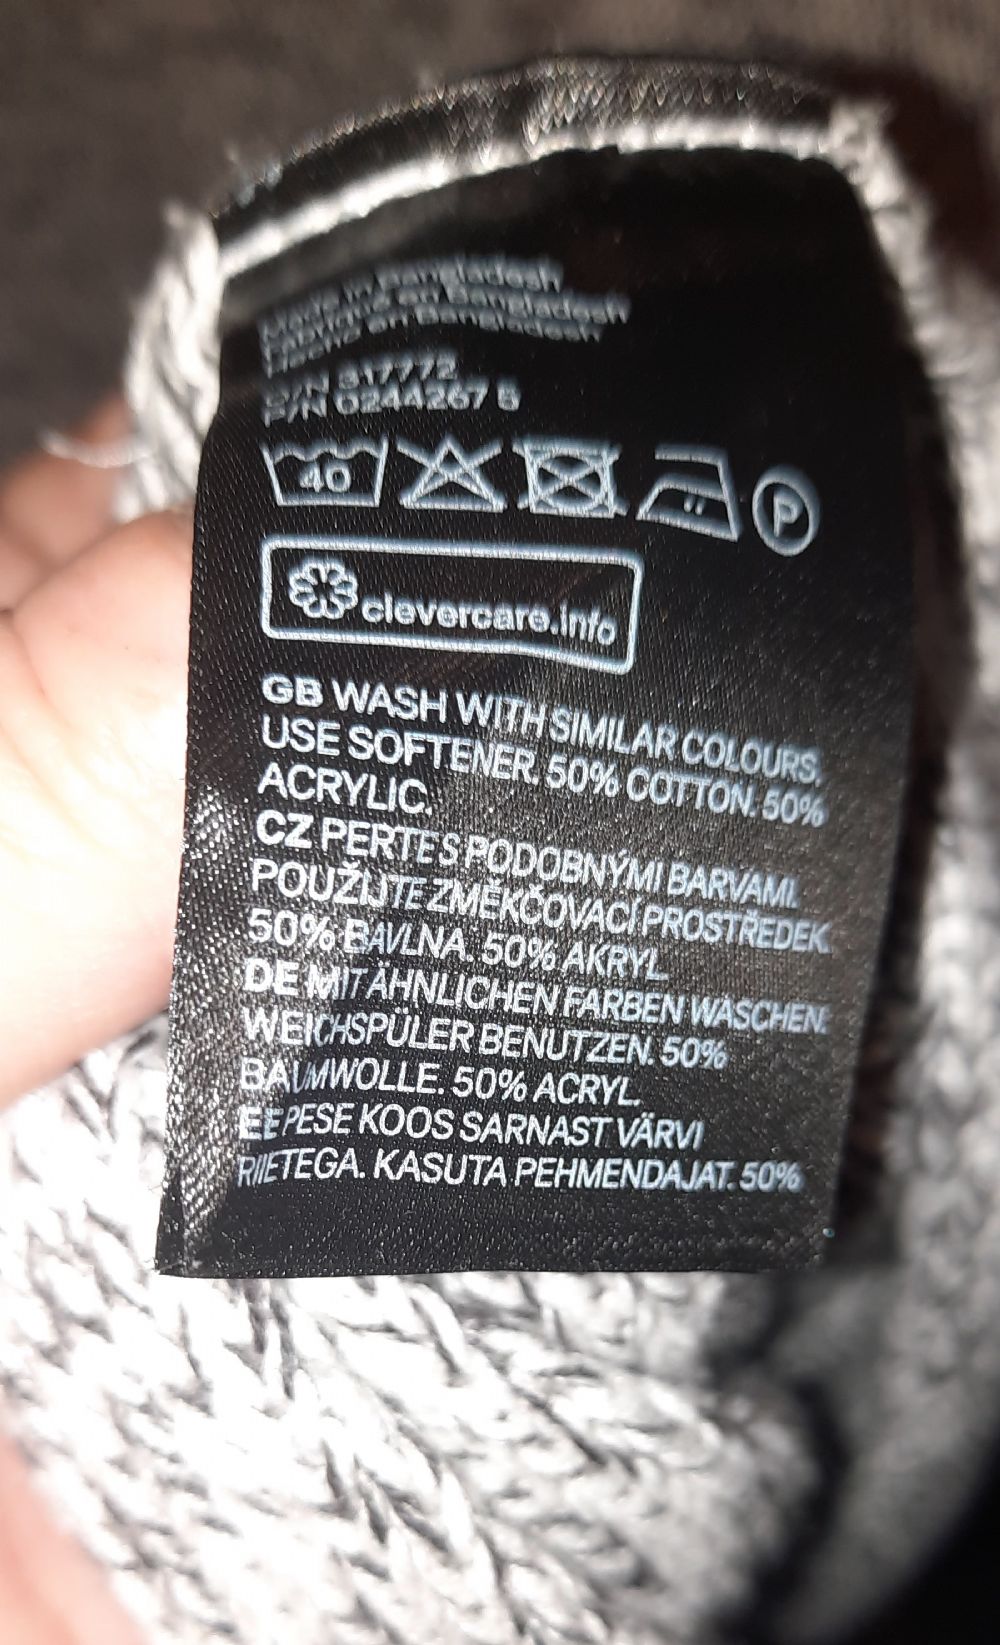 Made in Bangladesh
en Bangladesh
Hecho en Bangladesh
O/N 317772
P/N 0244267 5
40
P
clevercare.info
GB WASH WITH SIMILAR COLOURS.
USE SOFTENER. 50% COTTON. 50%
ACRYLIC.
CZ PERTE S PODOBNÝMI BARVAMI.
POUŽIJTE ZMĚKČOVACÍ PROSTŘEDEK.
50% BAVLNA. 50% AKRYL.
DE MIT ÄHNLICHEN FARBEN WASCHEN.
WEICHSPÜLER BENUTZEN. 50%
BAUMWOLLE. 50% ACRYL.
EE PESE KOOS SARNAST VÄRVI
RIIETEGA. KASUTA PEHMENDAJAT. 50%